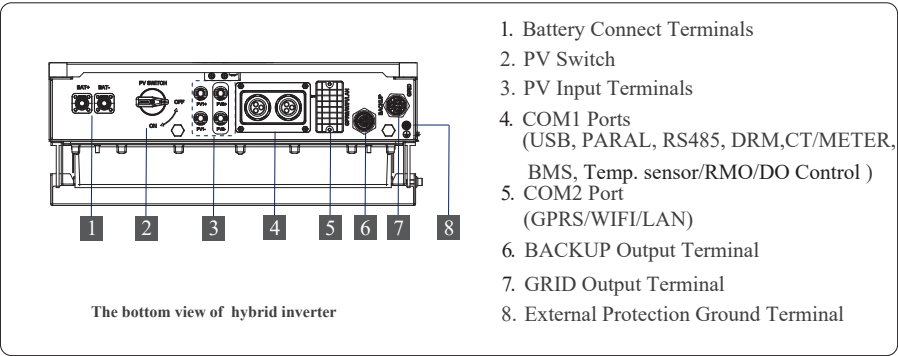 BAT+
BAT-
PV SWITCH
OFF
ON
PV1+
PV2+
PV1-
PV2-
GPRS/WIFI/LAN
BACKUP
GRID
1
2
3
4
5
6
7
8
The bottom view of hybrid inverter
1. Battery Connect Terminals
2. PV Switch
3. PV Input Terminals
4. COM1 Ports
(USB, PARAL, RS485, DRM,CT/METER,
BMS, Temp. sensor/RMO/DO Control )
5. COM2 Port
(GPRS/WIFI/LAN)
6. BACKUP Output Terminal
7. GRID Output Terminal
8. External Protection Ground Terminal